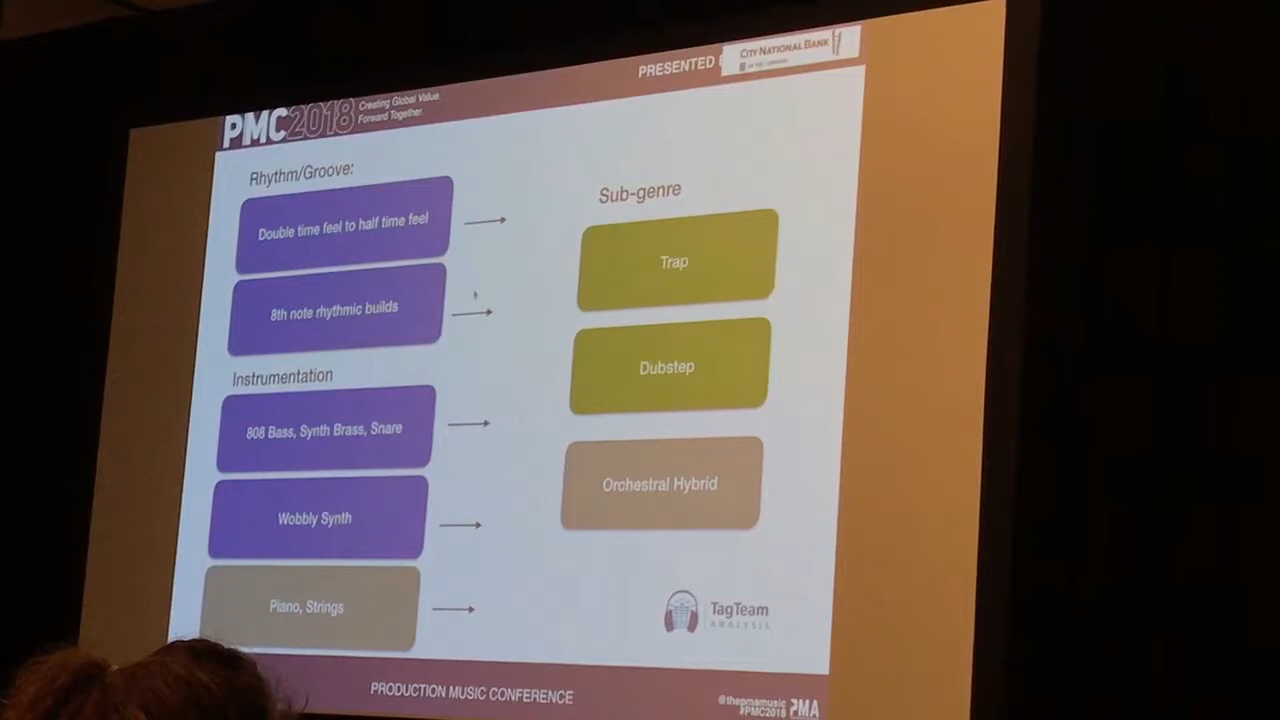 PMC2018
Creating Global Value.
Forward Together.
PRESENTED
CITY NATIONAL BANK
Rhythm/Groove:
Double time feel to half time feel
8th note rhythmic builds
Instrumentation
808 Bass, Synth Brass, Snare
Wobbly Synth
Piano, Strings
Sub-genre
Trap
Dubstep
Orchestral Hybrid
TagTeam
ANALYSIS
PRODUCTION MUSIC CONFERENCE
@thepmamusic
#PMC2018
PMA